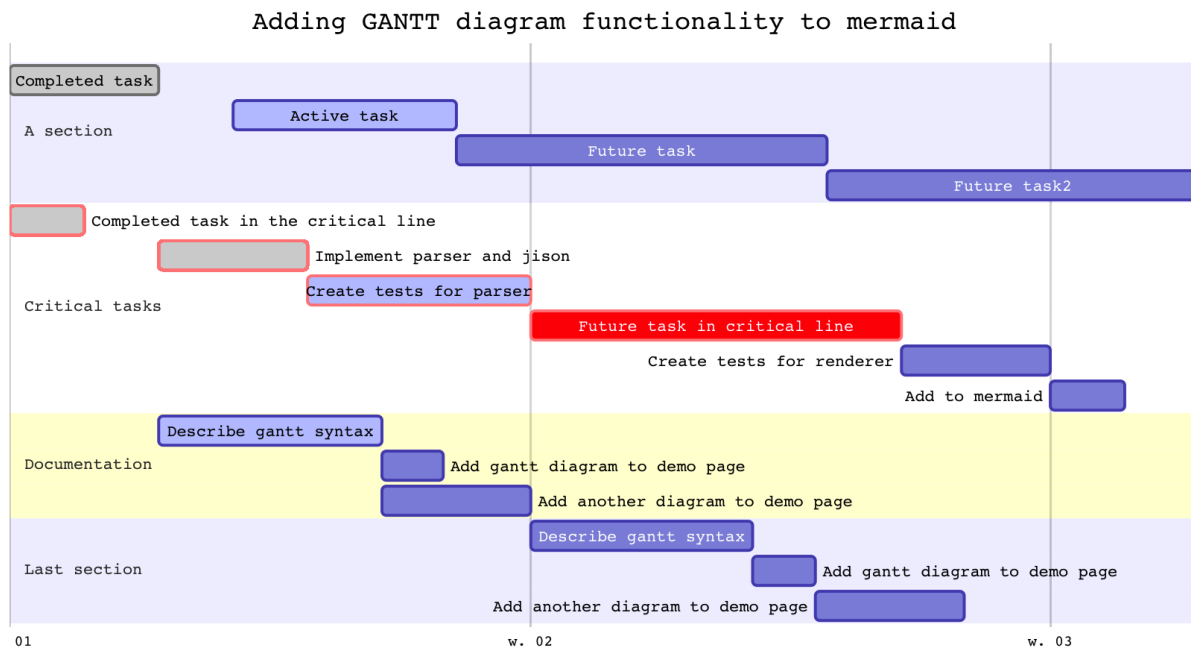 Adding GANTT diagram functionality to mermaid
Completed task
Active task
A section
Future task
Future task2
Completed task in the critical line
Implement parser and jison
Create tests for parser
Critical tasks
Future task in critical line
Create tests for renderer
Add to mermaid
Describe gantt syntax
Documentation
Add gantt diagram to demo page
Add another diagram to demo page
Describe gantt syntax
Last section
Add gantt diagram to demo page
Add another diagram to demo page
01
w. 02
w. 03